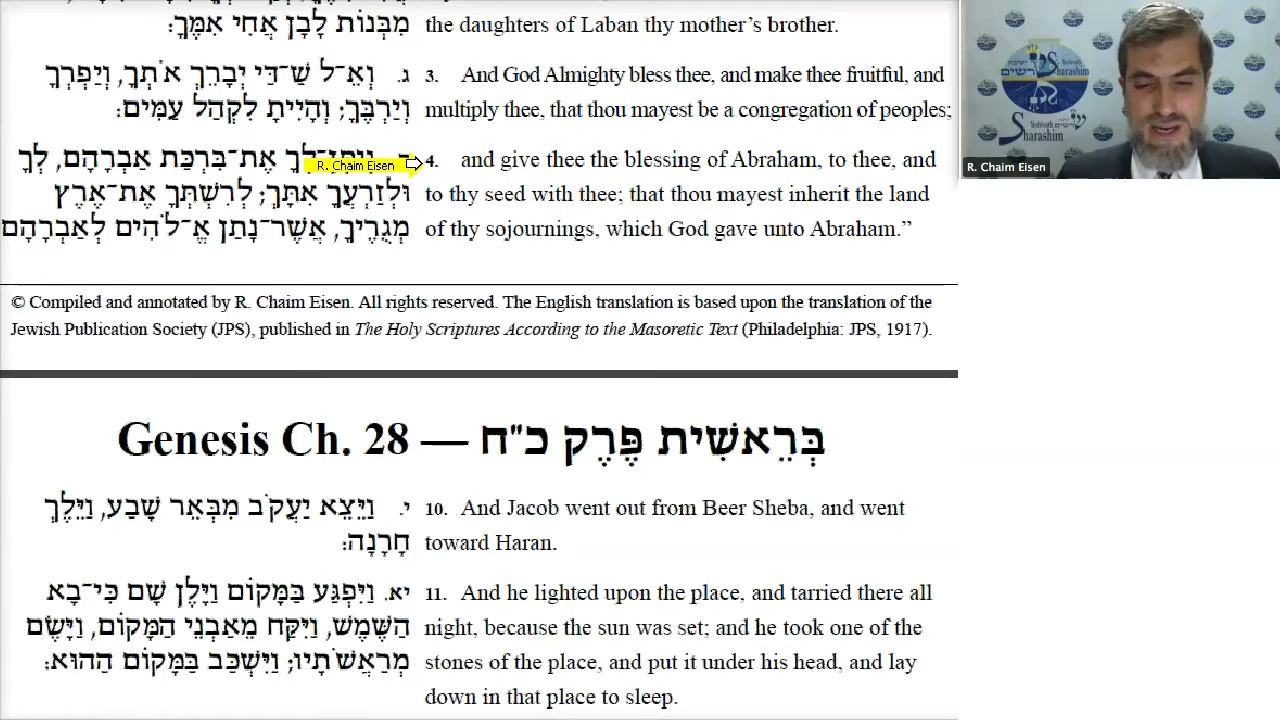 מִבְּנוֹת לָבָן אֲחִי אִמֶּךָ:
the daughters of Laban thy mother's brother.
ג. וְאֵ־ל שַׁ־דַּי יְבָרֵךְ אֹתְךָ, וְיַפְרְךָ
וְיַרְבֶּךָ; וְהָיִיתָ לִקְהַל עַמִּים:
3. And God Almighty bless thee, and make thee fruitful, and
multiply thee, that thou mayest be a congregation of peoples;
אֶת־בִּרְכַּת אַבְרָהָם, לְךָ
וּלְזַרְעֲךָ אִתָּךְ; לְרִשְׁתְּךָ אֶת־אֶרֶץ
מְגֻרֶיךָ, אֲשֶׁר־נָתַן אֱ־לֹהִים לְאַבְרָהָם
R. Chaim Eisen
4. and give thee the blessing of Abraham, to thee, and
to thy seed with thee; that thou mayest inherit the land
of thy sojournings, which God gave unto Abraham."
© Compiled and annotated by R. Chaim Eisen. All rights reserved. The English translation is based upon the translation of the
Jewish Publication Society (JPS), published in The Holy Scriptures According to the Masoretic Text (Philadelphia: JPS, 1917).
Genesis Ch. 28 — בְּרֵאשִׁית פֶּרֶק כ"ח
י. וַיֵּצֵא יַעֲקֹב מִבְּאֵר שָׁבַע, וַיֵּלֶךְ
חָרָנָה:
10. And Jacob went out from Beer Sheba, and went
toward Haran.
יא. וַיִּפְגַּע בַּמָּקוֹם וַיָּלֶן שָׁם כִּי־בָא
הַשֶּׁמֶשׁ, וַיִּקַּח מֵאַבְנֵי הַמָּקוֹם, וַיָּשֶׂם
מְרַאֲשֹׁתָיו; וַיִּשְׁכַּב בַּמָּקוֹם הַהוּא:
11. And he lighted upon the place, and tarried there all
night, because the sun was set; and he took one of the
stones of the place, and put it under his head, and lay
down in that place to sleep.
Yeshivath שרשים
Sharashim
R. Chaim Eisen